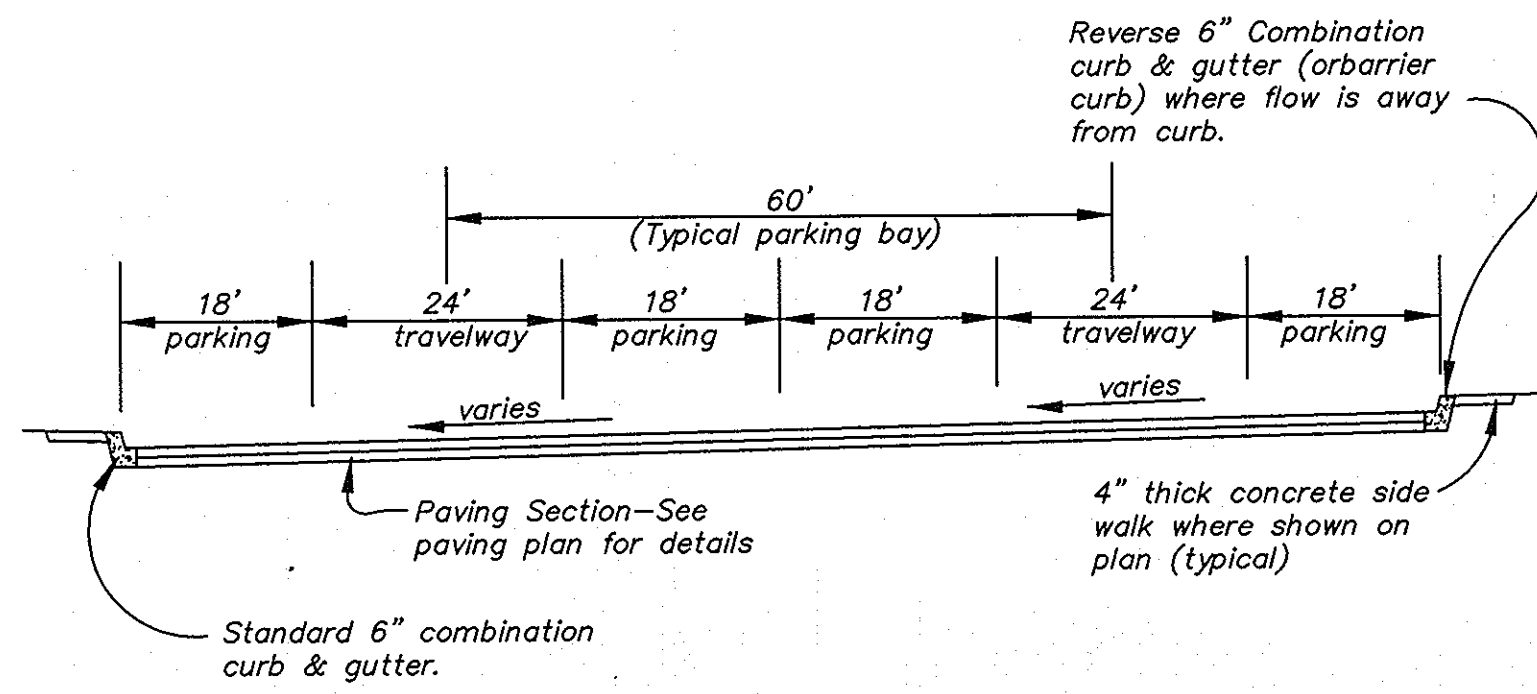 Reverse 6" Combination
curb & gutter (orbarrier
curb) where flow is away
from curb.
60'
(Typical parking bay)
18'
parking
24'
travelway
18'
parking
18'
parking
24'
travelway
18'
parking
varies
varies
Paving Section-See
paving plan for details
4" thick concrete side
walk where shown on
plan (typical)
Standard 6" combination
curb & gutter.